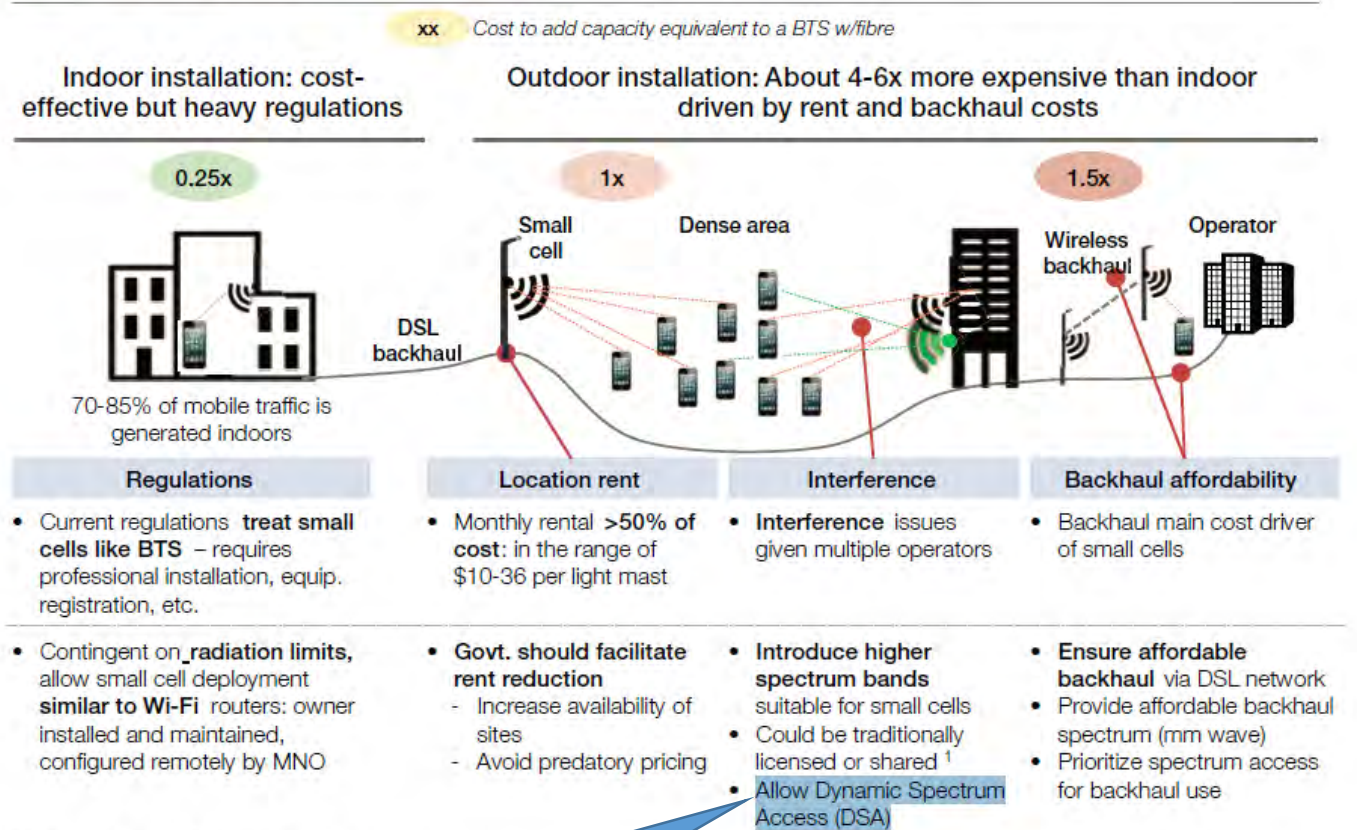 xx Cost to add capacity equivalent to a BTS w/fibre
Indoor installation: cost-
effective but heavy regulations
Outdoor installation: About 4-6x more expensive than indoor
driven by rent and backhaul costs
0.25x
1x
1.5x
Small
cell
Dense area
Wireless
backhaul
Operator
DSL
backhaul
70-85% of mobile traffic is
generated indoors
Regulations
• Current regulations treat small
cells like BTS – requires
professional installation, equip.
registration, etc.
• Contingent on radiation limits,
allow small cell deployment
similar to Wi-Fi routers: owner
installed and maintained,
configured remotely by MNO
Location rent
• Monthly rental >50% of
cost: in the range of
$10-36 per light mast
• Govt. should facilitate
rent reduction
- Increase availability of
sites
- Avoid predatory pricing
Interference
• Interference issues
given multiple operators
• Introduce higher
spectrum bands
suitable for small cells
• Could be traditionally
licensed or shared 1
• Allow Dynamic Spectrum
Access (DSA)
Backhaul affordability
• Backhaul main cost driver
of small cells
• Ensure affordable
backhaul via DSL network
• Provide affordable backhaul
spectrum (mm wave)
• Prioritize spectrum access
for backhaul use